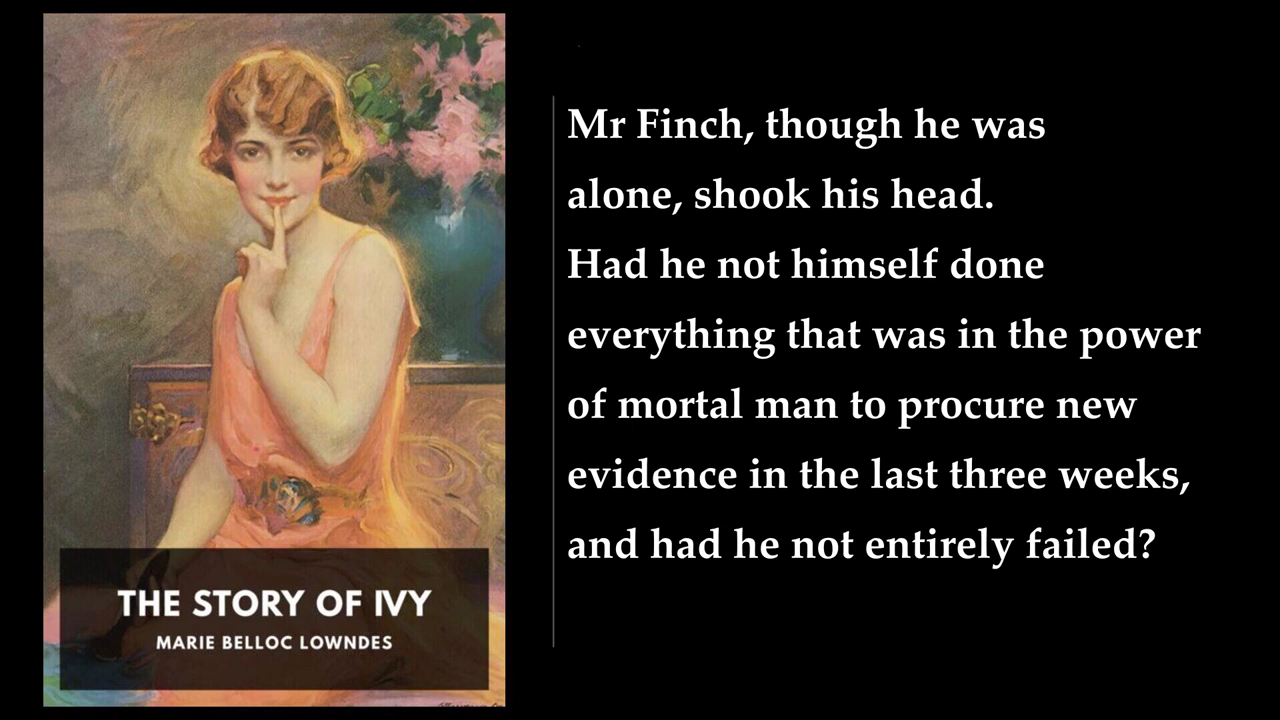 THE STORY OF IVY
MARIE BELLOC LOWNDES
Mr Finch, though he was
alone, shook his head.
Had he not himself done
everything that was in the power
of mortal man to procure new
evidence in the last three weeks,
and had he not entirely failed?